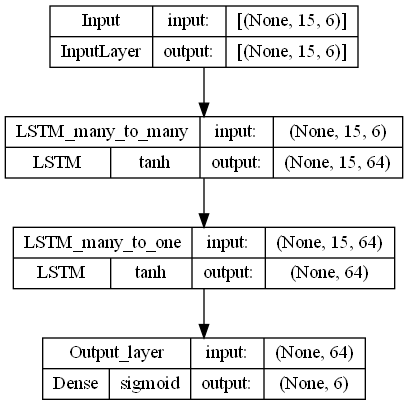 Input input: [(None, 15, 6)]
InputLayer output: [(None, 15, 6)]
LSTM_many_to_many input: (None, 15, 6)
LSTM tanh output: (None, 15, 64)
LSTM_many_to_one input: (None, 15, 64)
LSTM tanh output: (None, 64)
Output_layer input: (None, 64)
Dense sigmoid output: (None, 6)